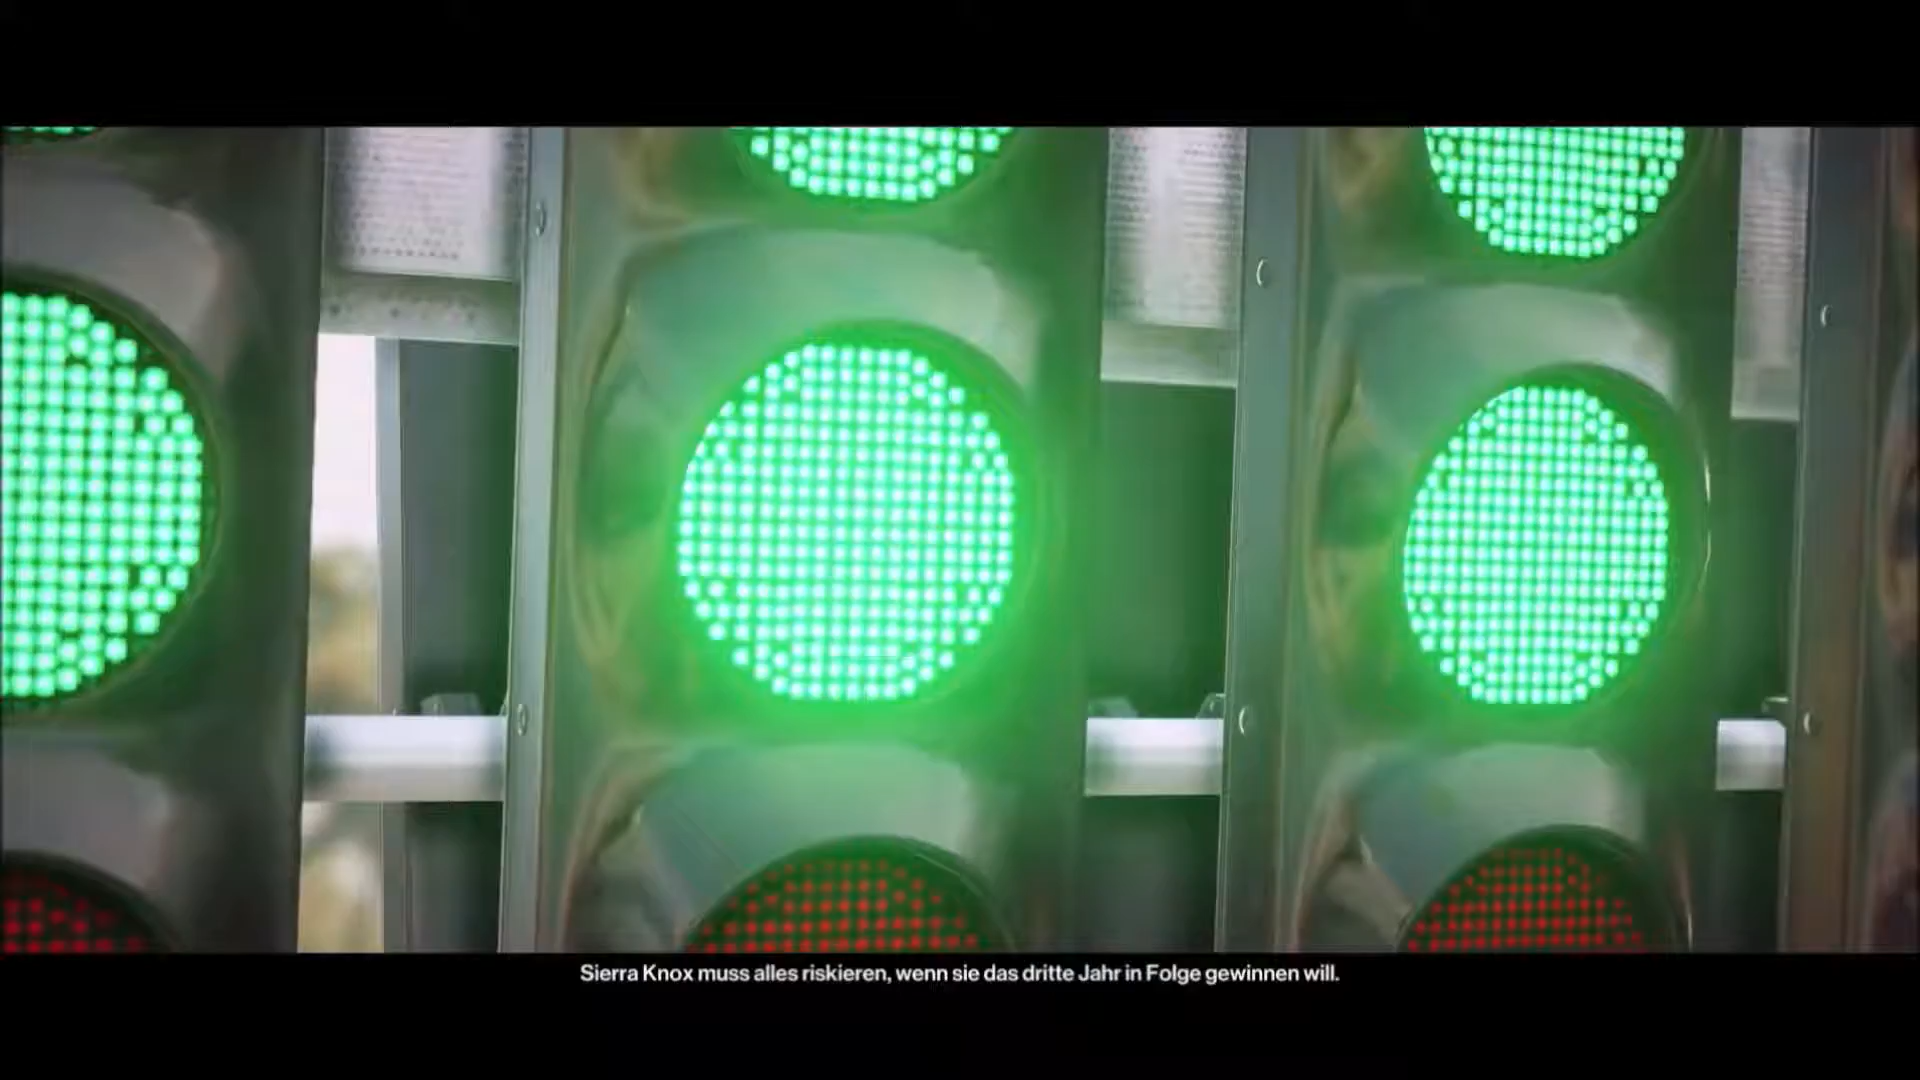 Sierra Knox muss alles riskieren, wenn sie das dritte Jahr in Folge gewinnen will.